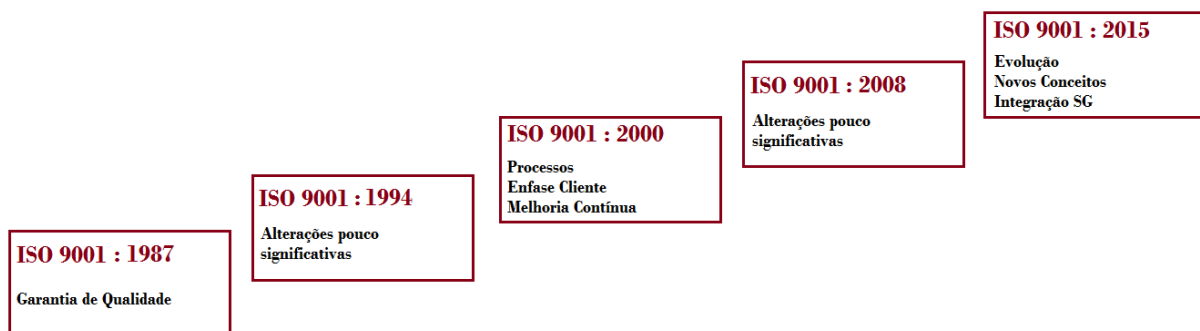 ISO 9001 : 1987
Garantia de Qualidade
ISO 9001 : 1994
Alterações pouco
significativas
ISO 9001 : 2000
Processos
Enfase Cliente
Melhoria Contínua
ISO 9001 : 2008
Alterações pouco
significativas
ISO 9001 : 2015
Evolução
Novos Conceitos
Integração SG